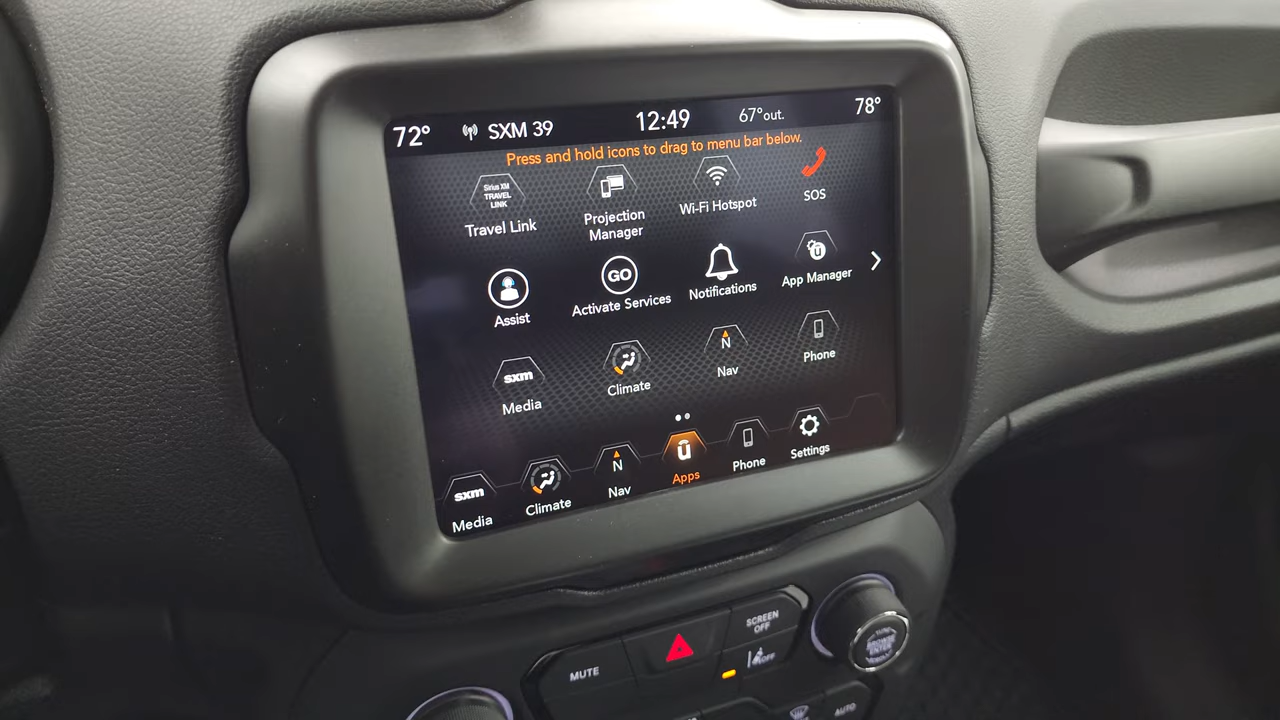 72° SXM 39 12:49 67°out. 78°
Press and hold icons to drag to menu bar below.
Sirius XM
TRAVEL
LINK
Travel Link
Projection
Manager
Wi-Fi Hotspot
SOS
Assist
GO
Activate Services
Notifications
App Manager
sxm
Media
Climate
N
Nav
Phone
sxm
Media
Climate
N
Nav
Apps
Phone
Settings
MUTE
SCREEN
OFF
OFF
BROWSE
ENTER
AUTO